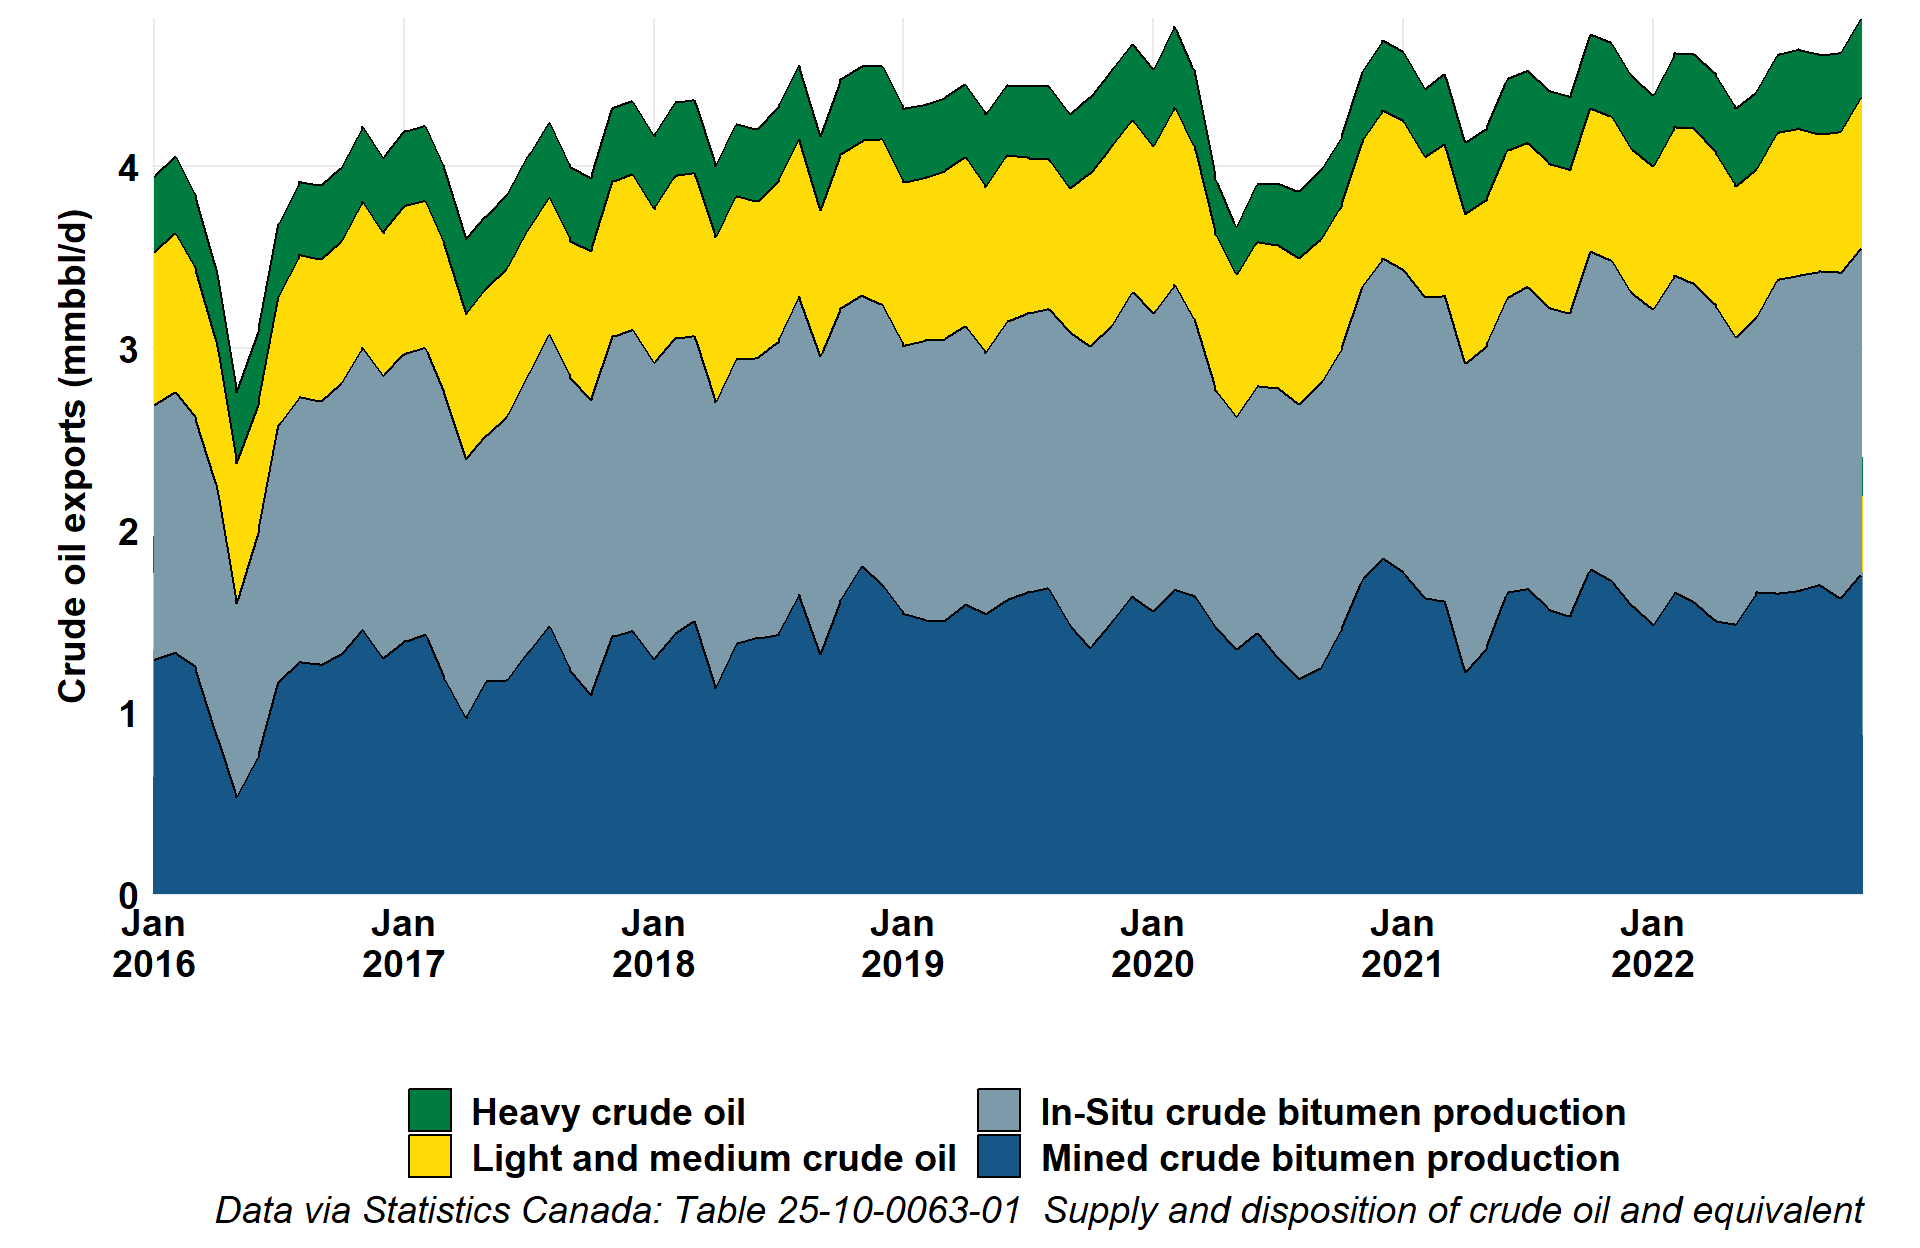 Crude oil exports (mmbbl/d)
4
3
2
1
0
Jan 2016
Jan 2017
Jan 2018
Jan 2019
Jan 2020
Jan 2021
Jan 2022
Heavy crude oil
In-Situ crude bitumen production
Light and medium crude oil
Mined crude bitumen production
Data via Statistics Canada: Table 25-10-0063-01 Supply and disposition of crude oil and equivalent